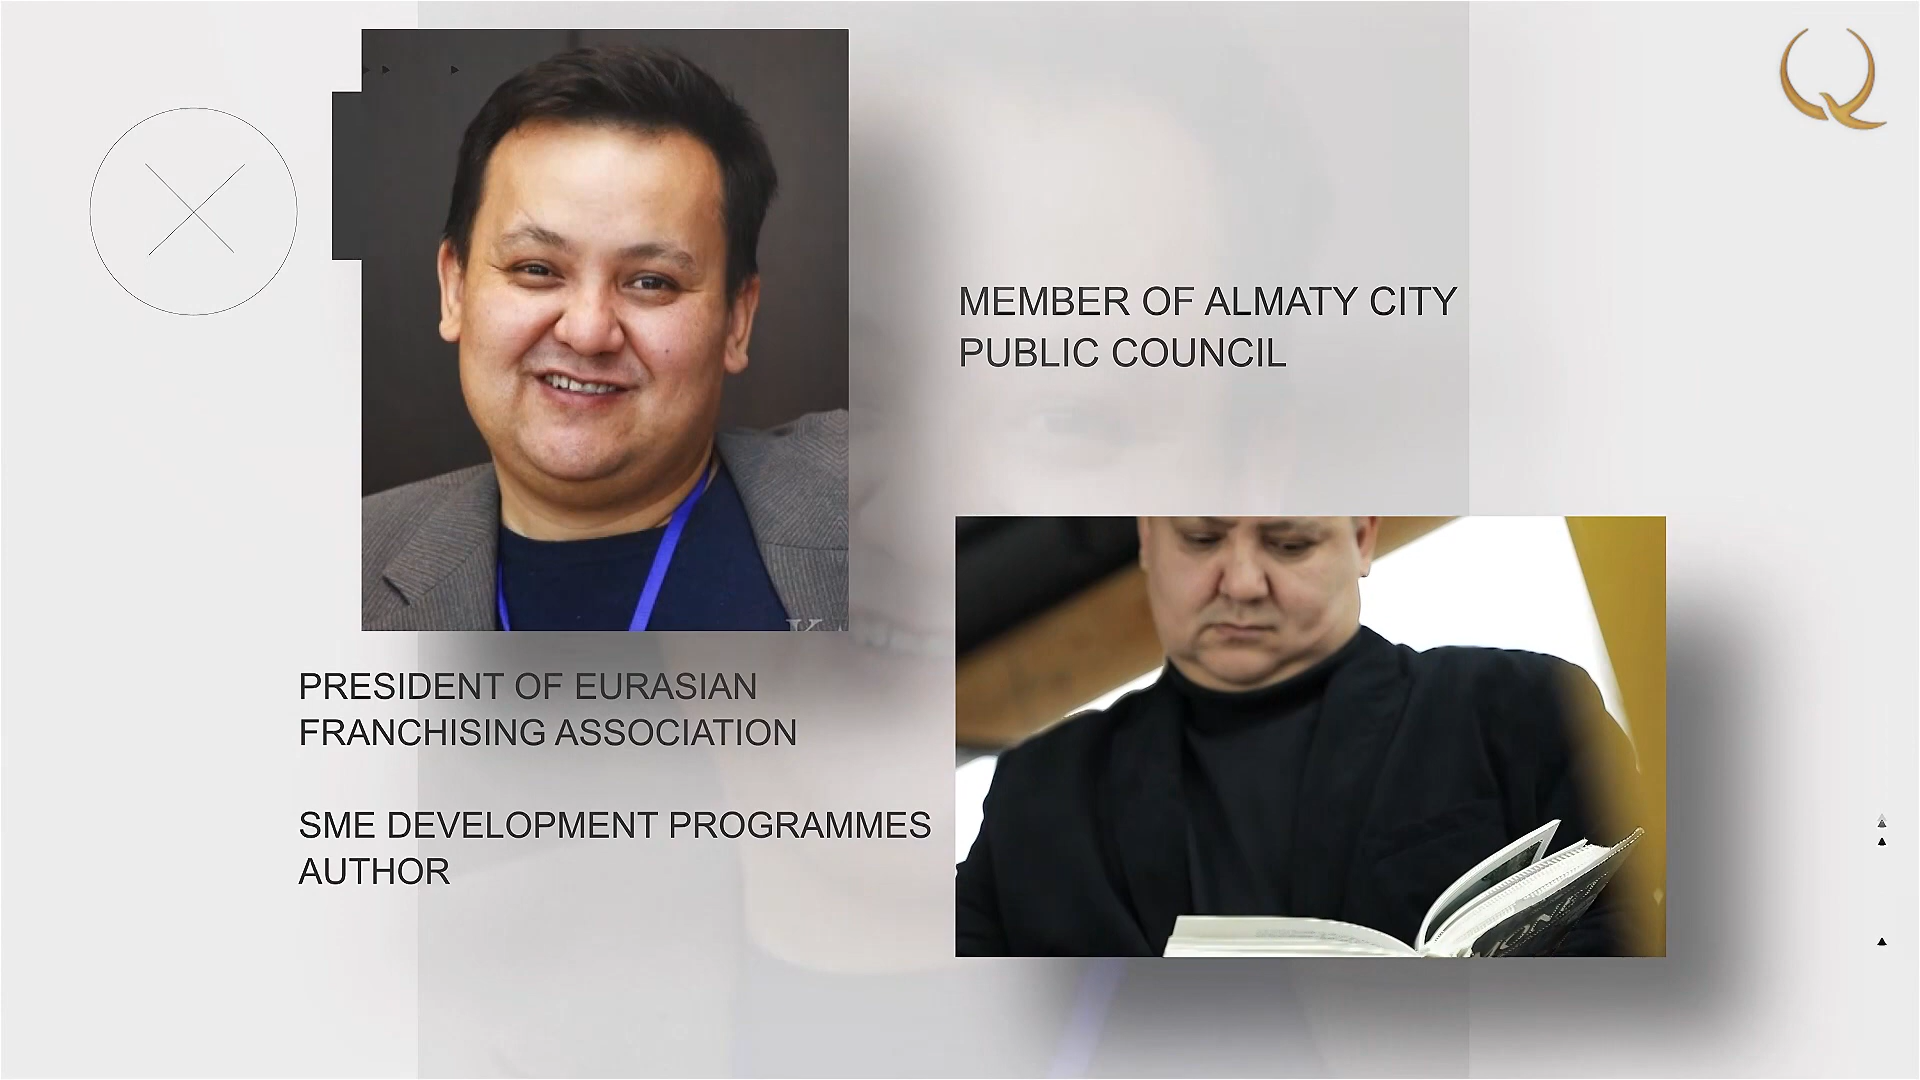 MEMBER OF ALMATY CITY
PUBLIC COUNCIL
PRESIDENT OF EURASIAN
FRANCHISING ASSOCIATION
SME DEVELOPMENT PROGRAMMES
AUTHOR